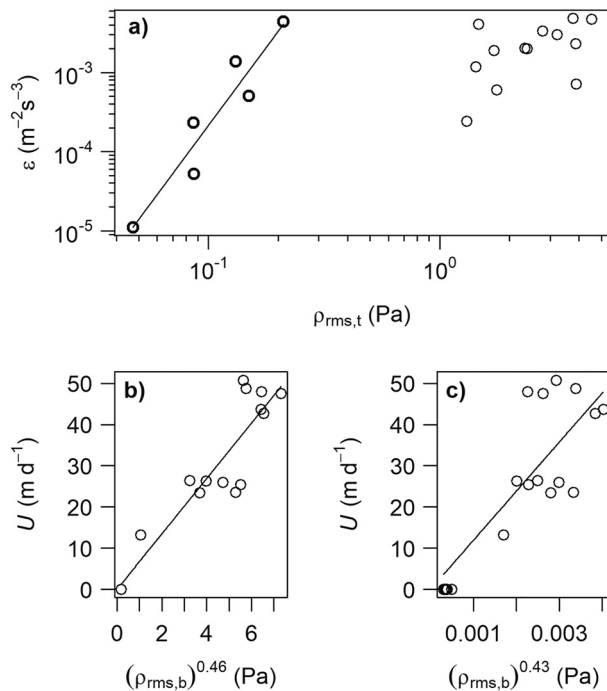 a)
10⁻³
10⁻⁴
10⁻⁵
ε (m⁻²s⁻³)
10⁻¹
10⁰
ρrms,t (Pa)
b)
50
40
30
20
10
0
U (m d⁻¹)
0 2 4 6
(ρrms,b)^0.46 (Pa)
c)
50
40
30
20
10
0
U (m d⁻¹)
0.001 0.003
(ρrms,b)^0.43 (Pa)